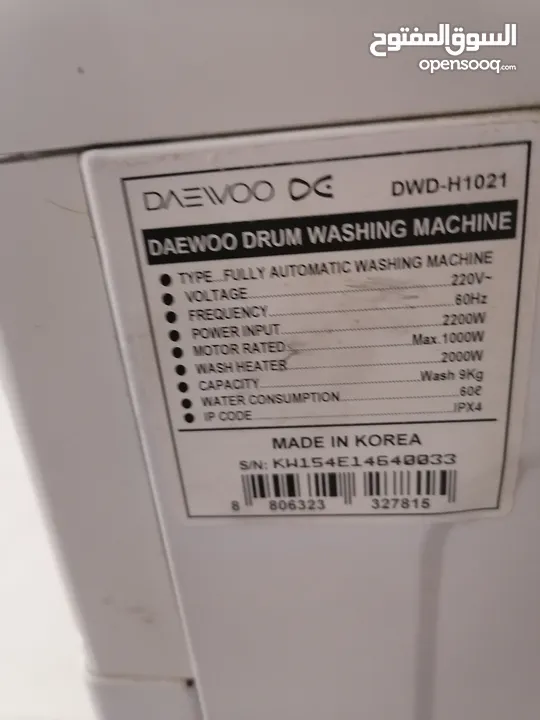 السوق المفتوح
opensooq.com
DAEWOO DE DWD-H1021
DAEWOO DRUM WASHING MACHINE
● TYPE...FULLY AUTOMATIC WASHING MACHINE
● VOLTAGE...220V~
● FREQUENCY...60Hz
● POWER INPUT...2200W
● MOTOR RATED...Max.1000W
● WASH HEATER...2000W
● CAPACITY...Wash 9Kg
● WATER CONSUMPTION...60ℓ
● IP CODE...IPX4
MADE IN KOREA
S/N: KW154E14640033
8 806323 327815